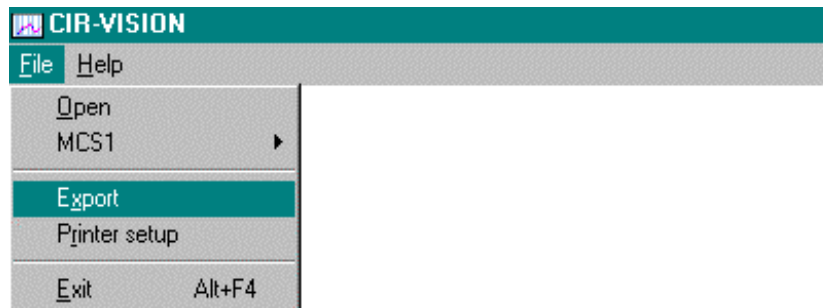 CIR-VISION
File Help
Open
MCS1
Export
Printer setup
Exit Alt+F4